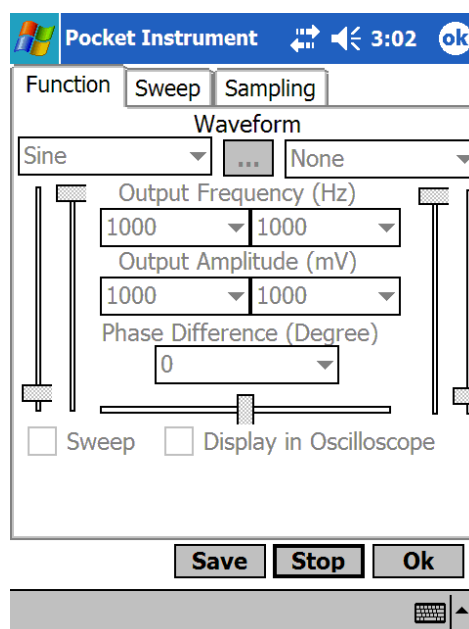 Pocket Instrument 3:02 ok
Function Sweep Sampling
Waveform
Sine ... None
Output Frequency (Hz)
1000 1000
Output Amplitude (mV)
1000 1000
Phase Difference (Degree)
0
Sweep Display in Oscilloscope
Save Stop Ok